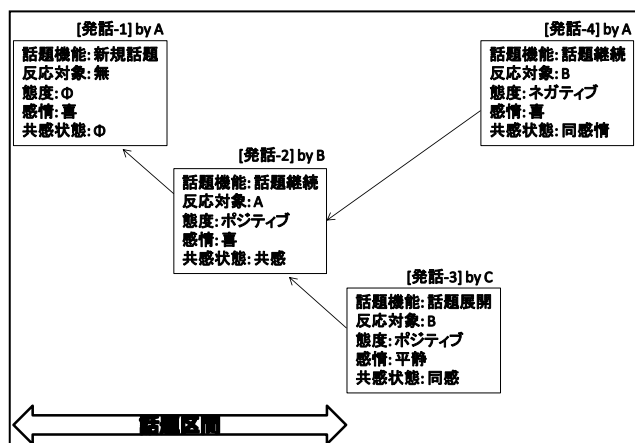 [発話-1] by A
話題機能:新規話題
反応対象:無
態度:Φ
感情:喜
共感状態:Φ
[発話-2] by B
話題機能:話題継続
反応対象:A
態度:ポジティブ
感情:喜
共感状態:共感
[発話-3] by C
話題機能:話題展開
反応対象:B
態度:ポジティブ
感情:平静
共感状態:同感
[発話-4] by A
話題機能:話題継続
反応対象:B
態度:ネガティブ
感情:喜
共感状態:同感情
話題区間